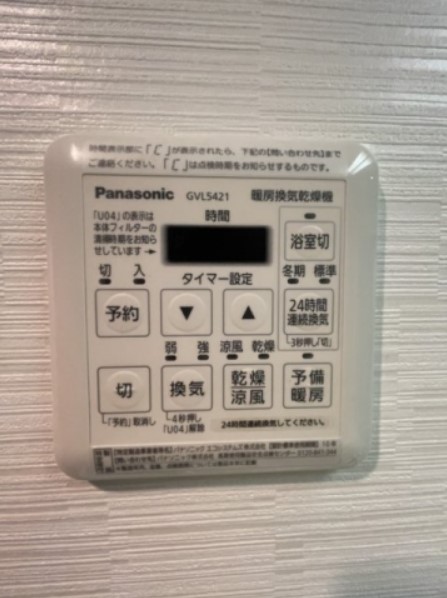 時間表示部に「C」が表示されたら、下記の【問い合わせ先】まで
ご連絡ください。「C」は点検時期をお知らせするものです。
Panasonic GVL5421 暖房換気乾燥機
「U04」の表示は
本体フィルターの
清掃時期をお知ら
せしています→
時間
浴室切
切 入
タイマー設定
冬期 標準
予約
▼
▲
24時間
連続換気
3秒押し「切」
弱 強 涼風 乾燥
切
換気
乾燥
涼風
予備
暖房
「予約」取消し
4秒押し
「U04」解除
24時間連続換気してください。